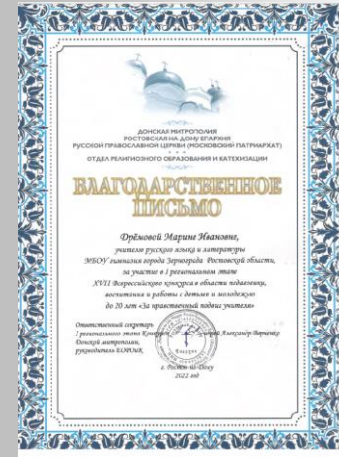 ДОНСКАЯ МИТРОПОЛИЯ
РОСТОВСКАЯ-НА-ДОНУ ЕПАРХИЯ
РУССКОЙ ПРАВОСЛАВНОЙ ЦЕРКВИ (МОСКОВСКИЙ ПАТРИАРХАТ)
ОТДЕЛ РЕЛИГИОЗНОГО ОБРАЗОВАНИЯ И КАТЕХИЗАЦИИ
БЛАГОДАРСТВЕННОЕ
ПИСЬМО
Дрёмовой Марине Ивановне,
учителю русского языка и литературы
МБОУ гимназия города Зернограда Ростовской области,
за участие в I региональном этапе
XVII Всероссийского конкурса в области педагогики,
воспитания и работы с детьми и молодежью
до 20 лет «За нравственный подвиг учителя»
Ответственный секретарь
I регионального этапа Конкурса Александр
Донской митрополии,
руководитель
г. Ростов-на-Дону
2022 год